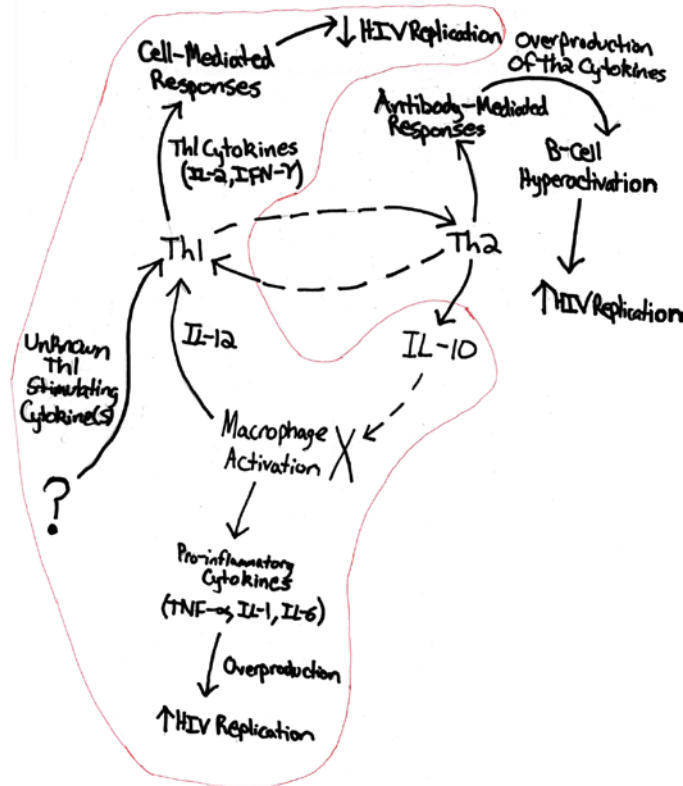 Cell-Mediated
Responses
↓HIV Replication
Overproduction
Of Th2 Cytokines
Antibody-Mediated
Responses
B-Cell
Hyperactivation
↑HIV Replication
Th1 Cytokines
(IL-2, IFN-γ)
Th1
Th2
IL-12
IL-10
Unknown
Th1
Stimulating
Cytokine(s)
?
Macrophage
Activation X
Pro-inflammatory
Cytokines
(TNF-α, IL-1, IL-6)
Overproduction
↑HIV Replication